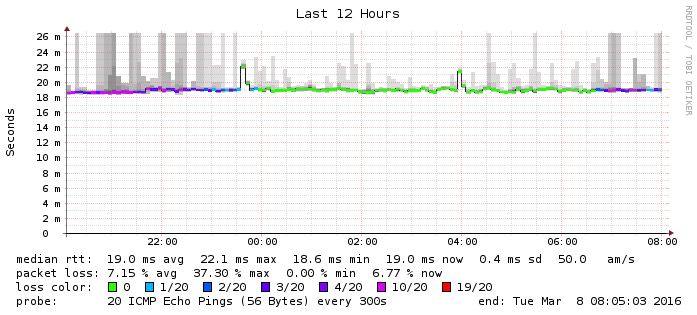 Last 12 Hours
RRDTOOL / TOBI OETIKER
Seconds
26 m
24 m
22 m
20 m
18 m
16 m
14 m
12 m
10 m
8 m
6 m
4 m
2 m
0
22:00 00:00 02:00 04:00 06:00 08:00
median rtt: 19.0 ms avg 22.1 ms max 18.6 ms min 19.0 ms now 0.4 ms sd 50.0 am/s
packet loss: 7.15 % avg 37.30 % max 0.00 % min 6.77 % now
loss color: 0 1/20 2/20 3/20 4/20 10/20 19/20
probe: 20 ICMP Echo Pings (56 Bytes) every 300s end: Tue Mar 8 08:05:03 2016